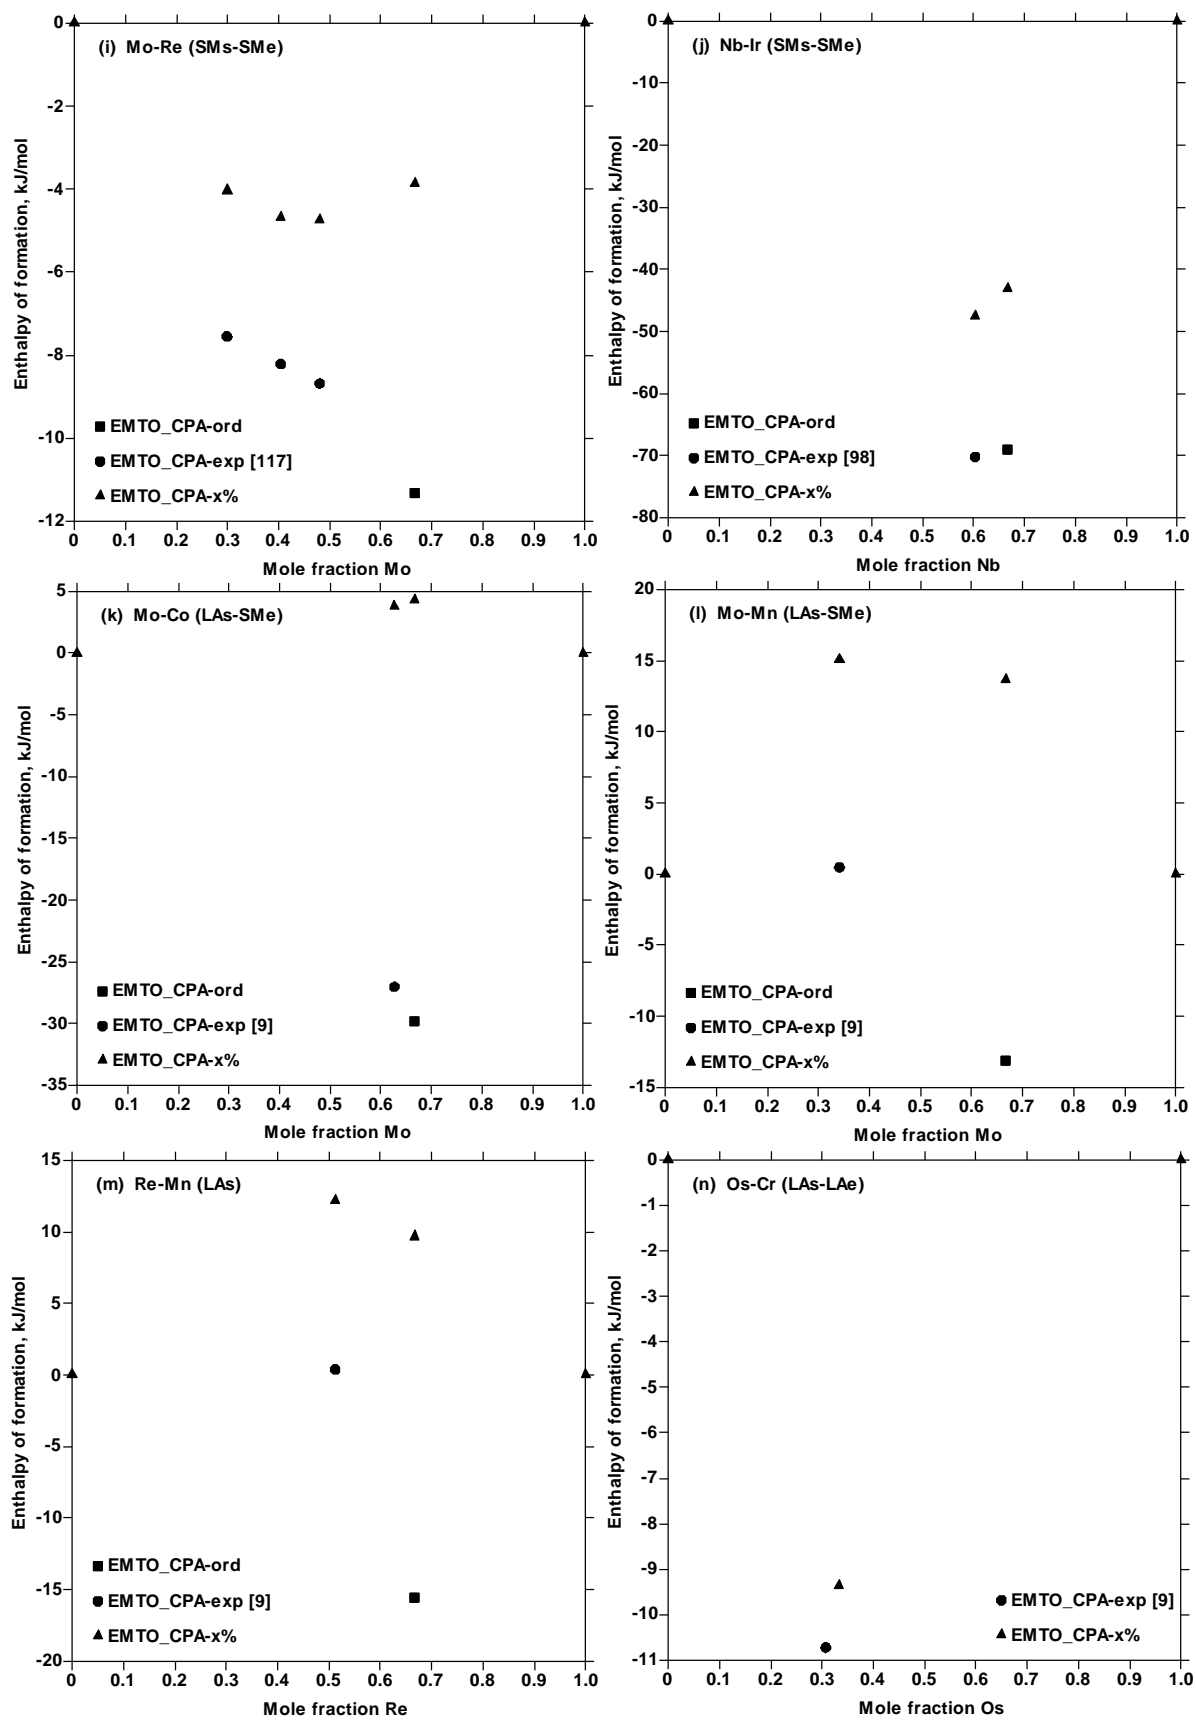 (i) Mo-Re (SMs-SMe)
0
-2
-4
-6
-8
-10
-12
Enthalpy of formation, kJ/mol
EMTO_CPA-ord
EMTO_CPA-exp [117]
EMTO_CPA-x%
0 0.1 0.2 0.3 0.4 0.5 0.6 0.7 0.8 0.9 1.0
Mole fraction Mo
(j) Nb-Ir (SMs-SMe)
0
-10
-20
-30
-40
-50
-60
-70
-80
Enthalpy of formation, kJ/mol
EMTO_CPA-ord
EMTO_CPA-exp [98]
EMTO_CPA-x%
0 0.1 0.2 0.3 0.4 0.5 0.6 0.7 0.8 0.9 1.0
Mole fraction Nb
(k) Mo-Co (LAs-SMe)
5
0
-5
-10
-15
-20
-25
-30
-35
Enthalpy of formation, kJ/mol
EMTO_CPA-ord
EMTO_CPA-exp [9]
EMTO_CPA-x%
0 0.1 0.2 0.3 0.4 0.5 0.6 0.7 0.8 0.9 1.0
Mole fraction Mo
(l) Mo-Mn (LAs-SMe)
20
15
10
5
0
-5
-10
-15
Enthalpy of formation, kJ/mol
EMTO_CPA-ord
EMTO_CPA-exp [9]
EMTO_CPA-x%
0 0.1 0.2 0.3 0.4 0.5 0.6 0.7 0.8 0.9 1.0
Mole fraction Mo
(m) Re-Mn (LAs)
15
10
5
0
-5
-10
-15
-20
Enthalpy of formation, kJ/mol
EMTO_CPA-ord
EMTO_CPA-exp [9]
EMTO_CPA-x%
0 0.1 0.2 0.3 0.4 0.5 0.6 0.7 0.8 0.9 1.0
Mole fraction Re
(n) Os-Cr (LAs-LAe)
0
-1
-2
-3
-4
-5
-6
-7
-8
-9
-10
-11
Enthalpy of formation, kJ/mol
EMTO_CPA-exp [9]
EMTO_CPA-x%
0 0.1 0.2 0.3 0.4 0.5 0.6 0.7 0.8 0.9 1.0
Mole fraction Os